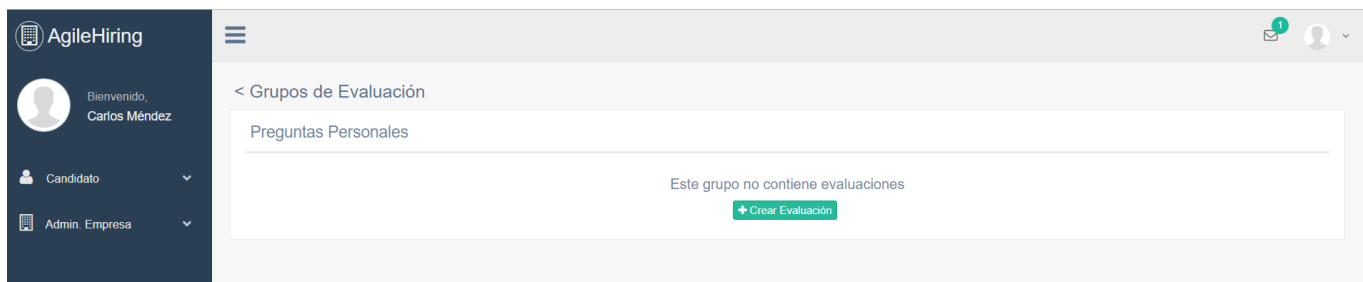 AgileHiring
1
Bienvenido,
Carlos Méndez
Candidato
Admin. Empresa
< Grupos de Evaluación
Preguntas Personales
Este grupo no contiene evaluaciones
+ Crear Evaluación